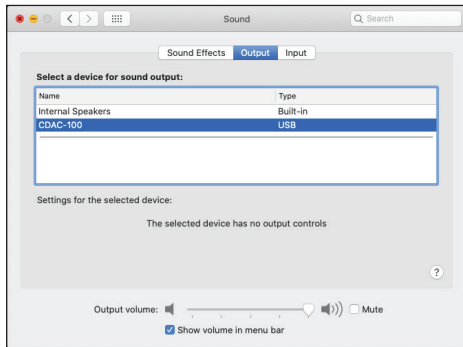 Sound
Search
Sound Effects Output Input
Select a device for sound output:
Name Type
Internal Speakers Built-in
CDAC-100 USB
Settings for the selected device:
The selected device has no output controls
?
Output volume: Mute
Show volume in menu bar